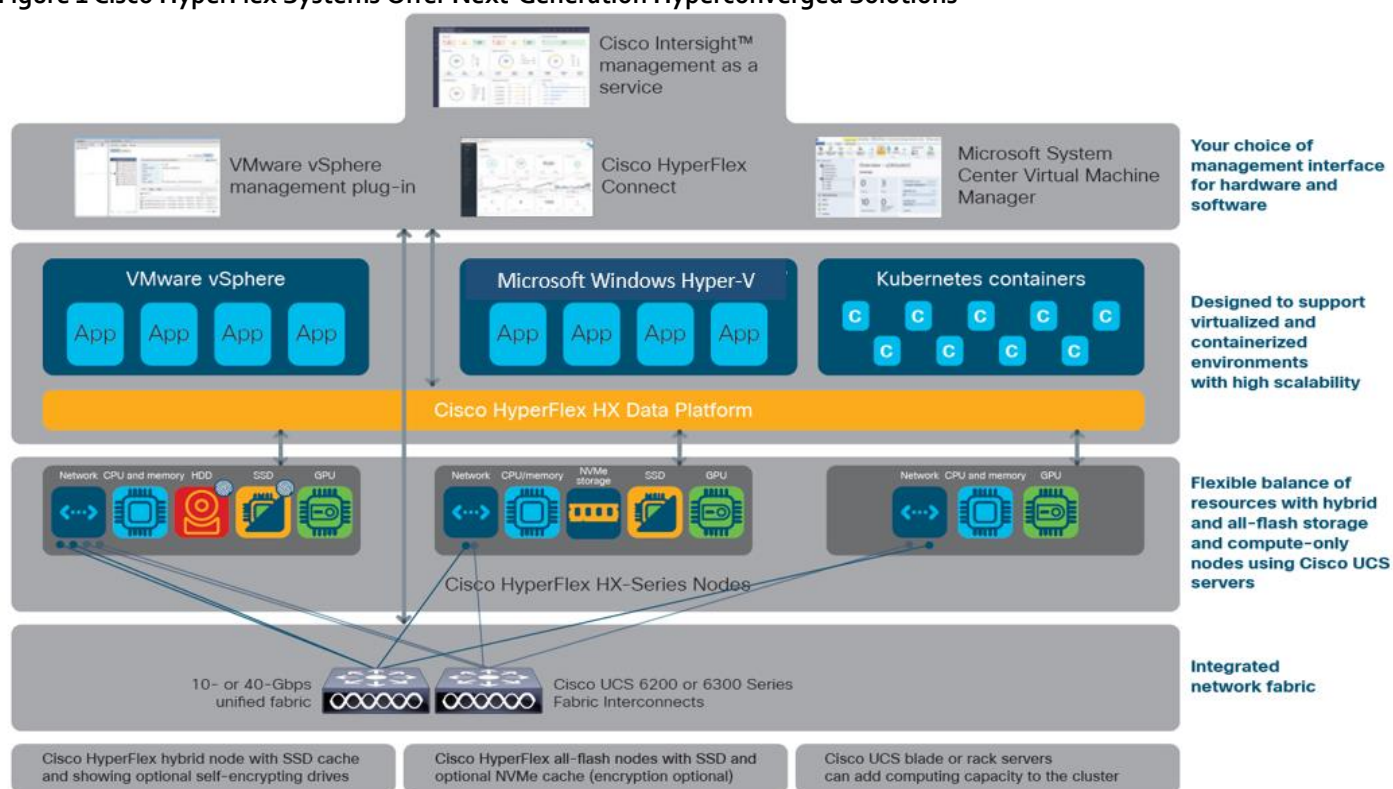 Figure 1 Cisco HyperFlex Systems Offer Next-Generation Hyperconverged Solutions
Cisco Intersight™
management as a
service
VMware vSphere
management plug-in
Cisco HyperFlex
Connect
Microsoft System
Center Virtual Machine
Manager
Your choice of
management interface
for hardware and
software
VMware vSphere
App App App App
Microsoft Windows Hyper-V
App App App App
Kubernetes containers
C C C C C
C C C C
Designed to support
virtualized and
containerized
environments
with high scalability
Cisco HyperFlex HX Data Platform
Network CPU and memory HDD SSD GPU
Network CPU/memory NVMe
storage SSD GPU
Network CPU and memory GPU
Cisco HyperFlex HX-Series Nodes
Flexible balance of
resources with hybrid
and all-flash storage
and compute-only
nodes using Cisco UCS
servers
10- or 40-Gbps
unified fabric
Cisco UCS 6200 or 6300 Series
Fabric Interconnects
Integrated
network fabric
Cisco HyperFlex hybrid node with SSD cache
and showing optional self-encrypting drives
Cisco HyperFlex all-flash nodes with SSD and
optional NVMe cache (encryption optional)
Cisco UCS blade or rack servers
can add computing capacity to the cluster